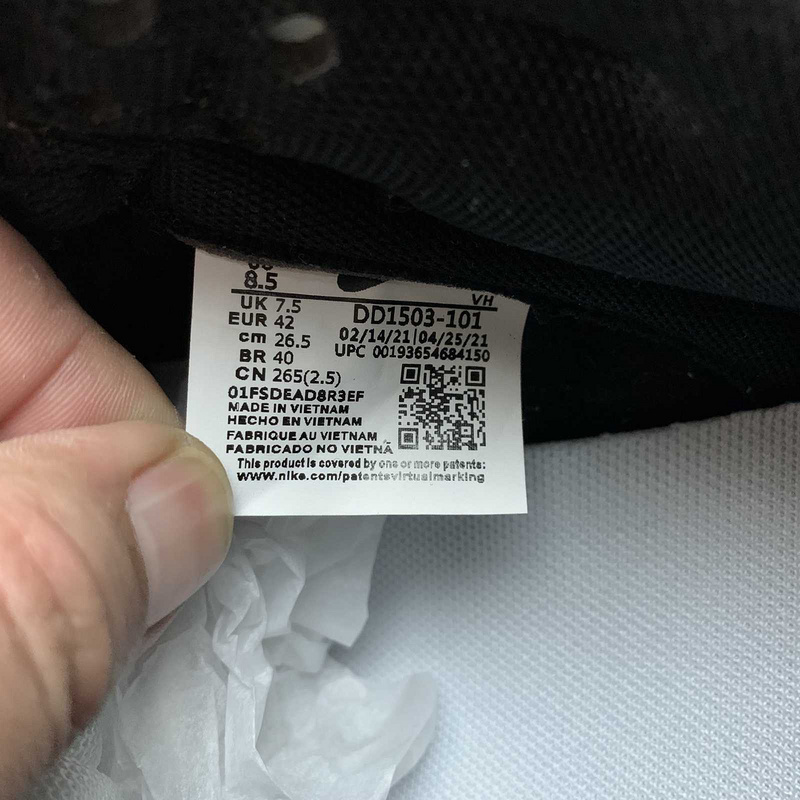 8.5
VH
UK 7.5
DD1503-101
EUR 42
02/14/21|04/25/21
cm 26.5
UPC 00193654684150
BR 40
CN 265(2.5)
01FSDEAD8R3EF
MADE IN VIETNAM
HECHO EN VIETNAM
FABRIQUE AU VIETNAM
FABRICADO NO VIETNÃ
This product is covered by one or more patents:
www.nike.com/patentsvirtualmarking